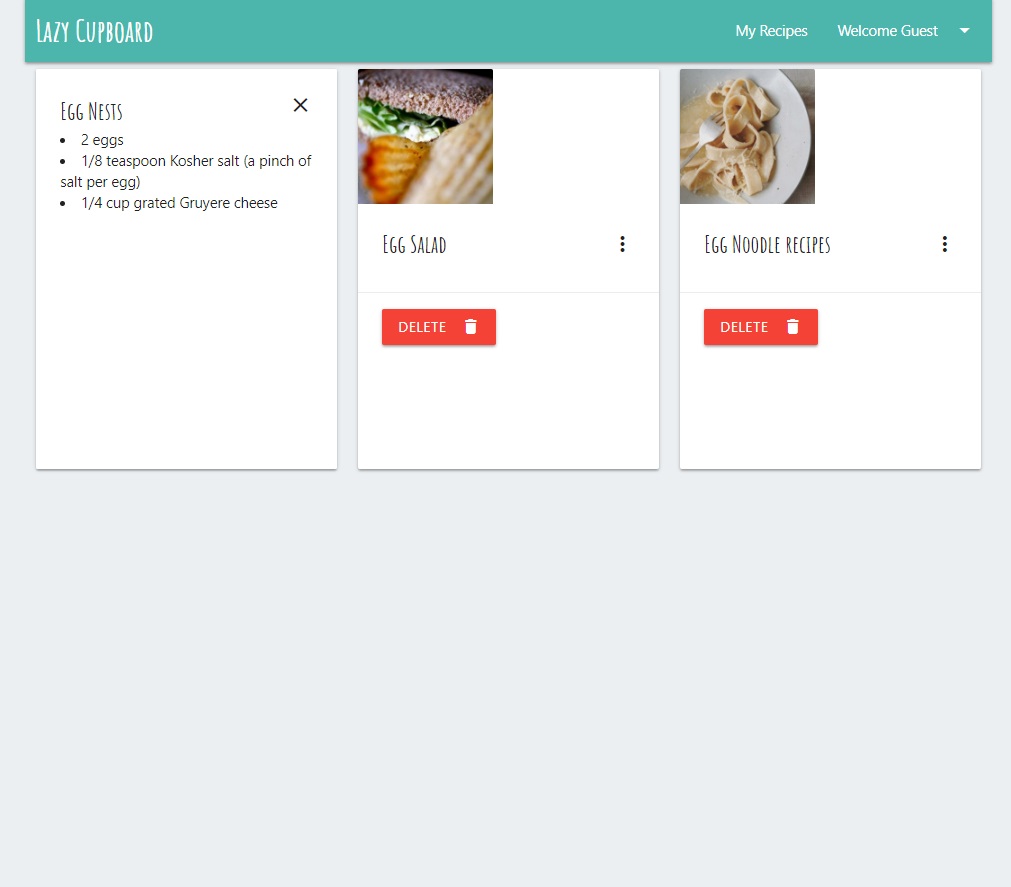 Lazy Cupboard
My Recipes
Welcome Guest
Egg Nests
• 2 eggs
• 1/8 teaspoon Kosher salt (a pinch of
salt per egg)
• 1/4 cup grated Gruyere cheese
Egg Salad
DELETE
Egg Noodle recipes
DELETE